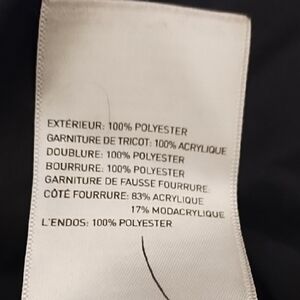 EXTÉRIEUR: 100% POLYESTER
GARNITURE DE TRICOT: 100% ACRYLIQUE
DOUBLURE: 100% POLYESTER
BOURRURE: 100% POLYESTER
GARNITURE DE FAUSSE FOURRURE:
CÔTÉ FOURRURE: 83% ACRYLIQUE
17% MODACRYLIQUE
L'ENDOS: 100% POLYESTER